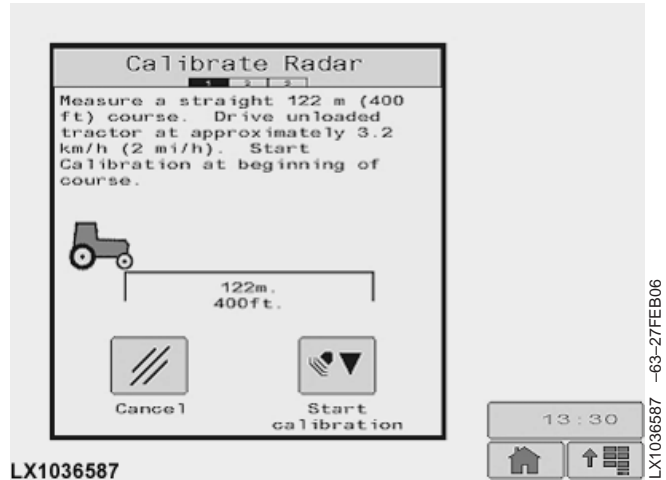 Calibrate Radar
1 2 3
Measure a straight 122 m (400
ft) course. Drive unloaded
tractor at approximately 3.2
km/h (2 mi/h). Start
Calibration at beginning of
course.
122m.
400ft.
Cancel
Start
calibration
13:30
LX1036587
LX1036587 –63–27FEB06